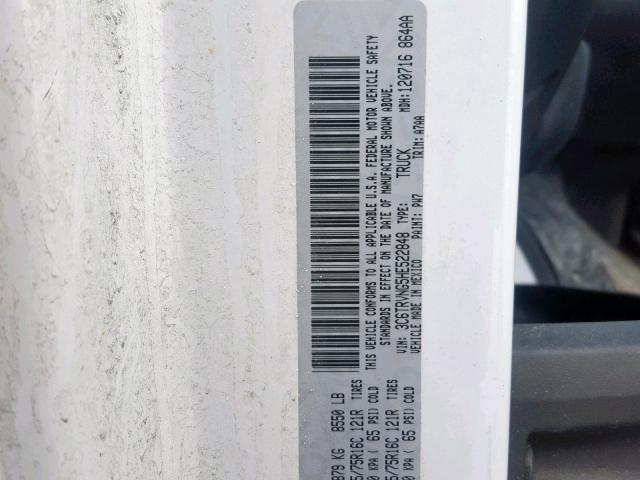 879 KG 8550 LB
5/75R16C 121R TIRES
0 KPA ( 65 PSI) COLD
5/75R16C 121R TIRES
0 KPA ( 65 PSI) COLD
THIS VEHICLE CONFORMS TO ALL APPLICABLE U.S.A. FEDERAL MOTOR VEHICLE SAFETY
STANDARDS IN EFFECT ON THE DATE OF MANUFACTURE SHOWN ABOVE.
VIN: 3C6TRVNG5HE522848 TYPE: TRUCK MDH: 120716 864AA
VEHICLE MADE IN MEXICO PAINT: PW7 TRIM: A7AA